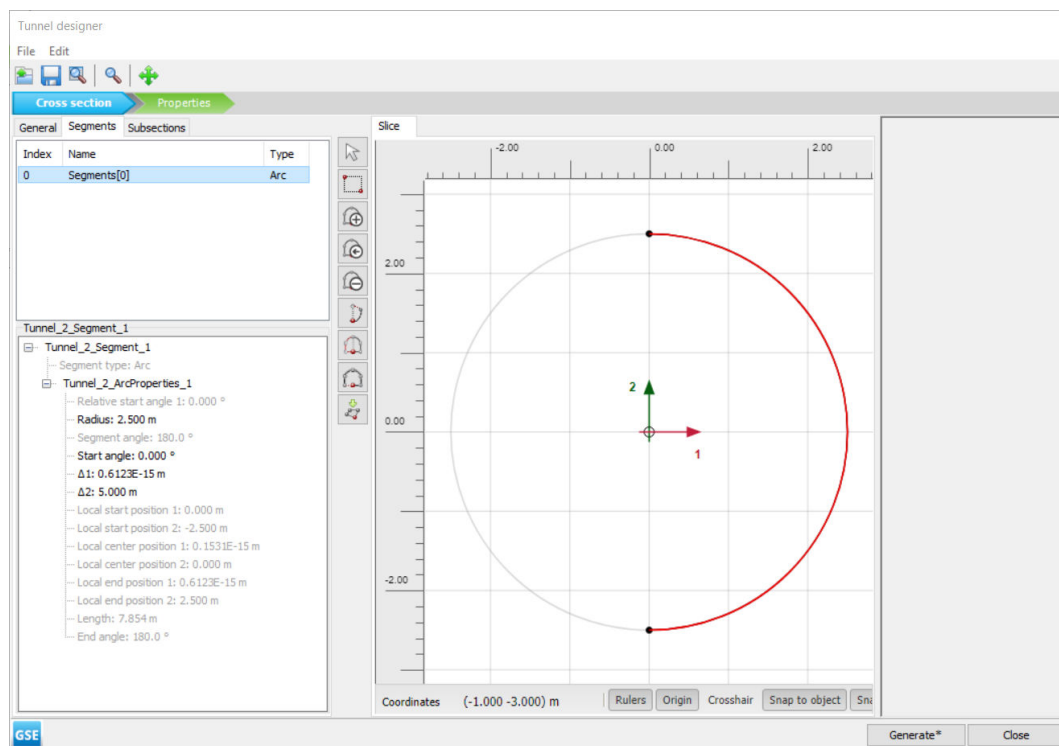 Tunnel designer
File Edit
Cross section Properties
General Segments Subsections
Index Name Type
0 Segments[0] Arc
Tunnel_2_Segment_1
Tunnel_2_Segment_1
Segment type: Arc
Tunnel_2_ArcProperties_1
Relative start angle 1: 0.000 °
Radius: 2.500 m
Segment angle: 180.0 °
Start angle: 0.000 °
Δ1: 0.6123E-15 m
Δ2: 5.000 m
Local start position 1: 0.000 m
Local start position 2: -2.500 m
Local center position 1: 0.1531E-15 m
Local center position 2: 0.000 m
Local end position 1: 0.6123E-15 m
Local end position 2: 2.500 m
Length: 7.854 m
End angle: 180.0 °
Slice
-2.00 0.00 2.00
2.00
0.00
-2.00
2
1
Coordinates (-1.000 -3.000) m Rulers Origin Crosshair Snap to object Sna
GSE Generate* Close